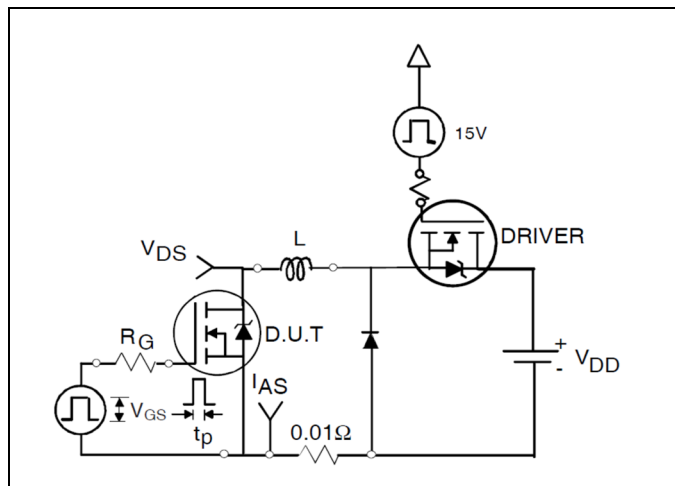 15V
DRIVER
VDS
L
D.U.T
RG
IAS
VGS
tp
0.01Ω
+
-
VDD